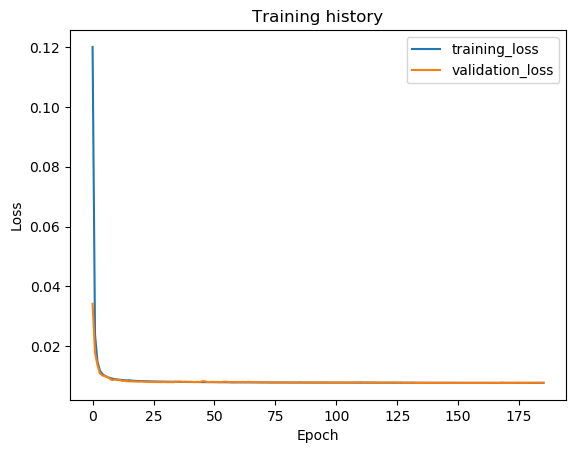 Training history
training_loss
validation_loss
0.12
0.10
0.08
0.06
0.04
0.02
Loss
0 25 50 75 100 125 150 175
Epoch